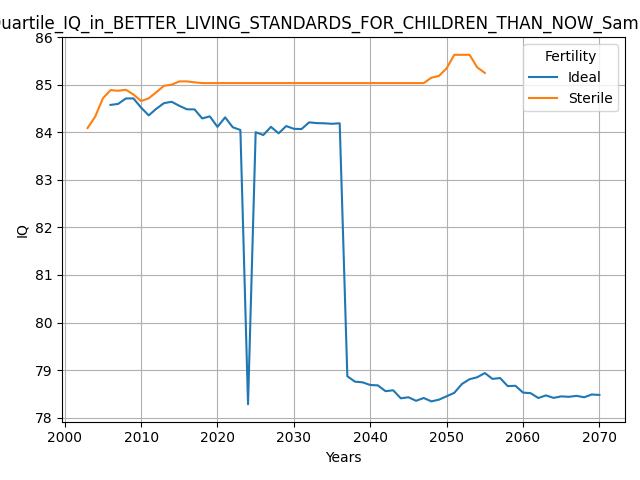 Quartile_IQ_in_BETTER_LIVING_STANDARDS_FOR_CHILDREN_THAN_NOW_Sam
Fertility
Ideal
Sterile
86
85
84
83
82
81
80
79
78
IQ
2000 2010 2020 2030 2040 2050 2060 2070
Years